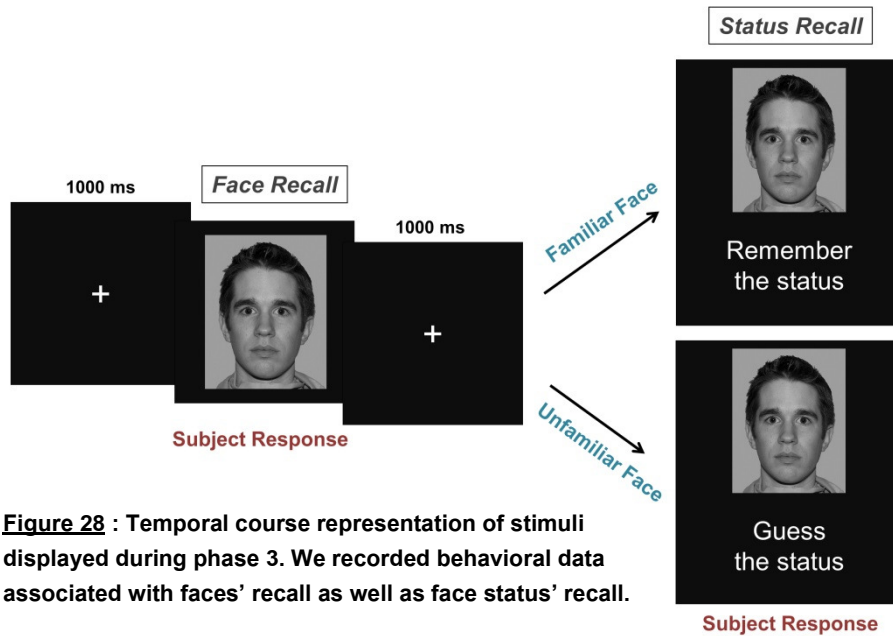 Status Recall
1000 ms
Face Recall
1000 ms
+
+
Subject Response
Familiar Face
Unfamiliar Face
Remember
the status
Guess
the status
Subject Response
Figure 28 : Temporal course representation of stimuli
displayed during phase 3. We recorded behavioral data
associated with faces’ recall as well as face status’ recall.